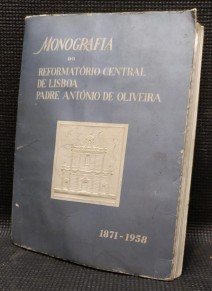 MONOGRAFIA
DO
REFORMATÓRIO CENTRAL
DE LISBOA
PADRE ANTÓNIO DE OLIVEIRA
1871-1958